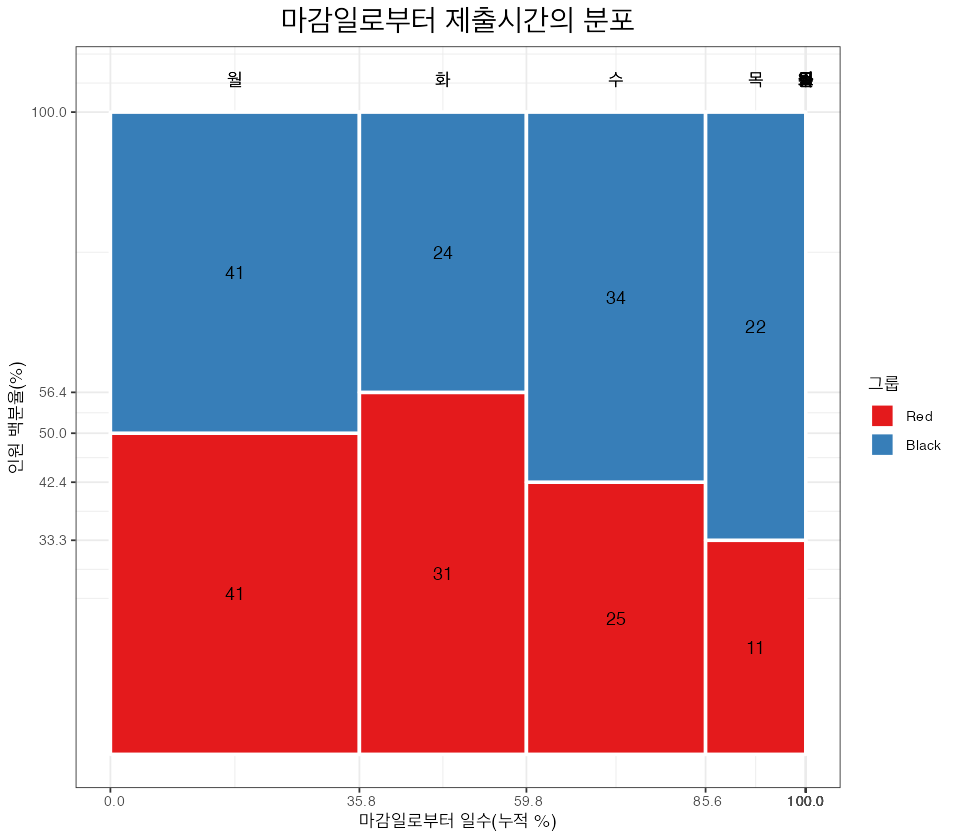 마감일로부터 제출시간의 분포
월 화 수 목
100.0
41 24 34 22
56.4
50.0
42.4
33.3
41 31 25 11
인원 백분율(%)
그룹
Red
Black
0.0 35.8 59.8 85.6
마감일로부터 일수(누적 %)